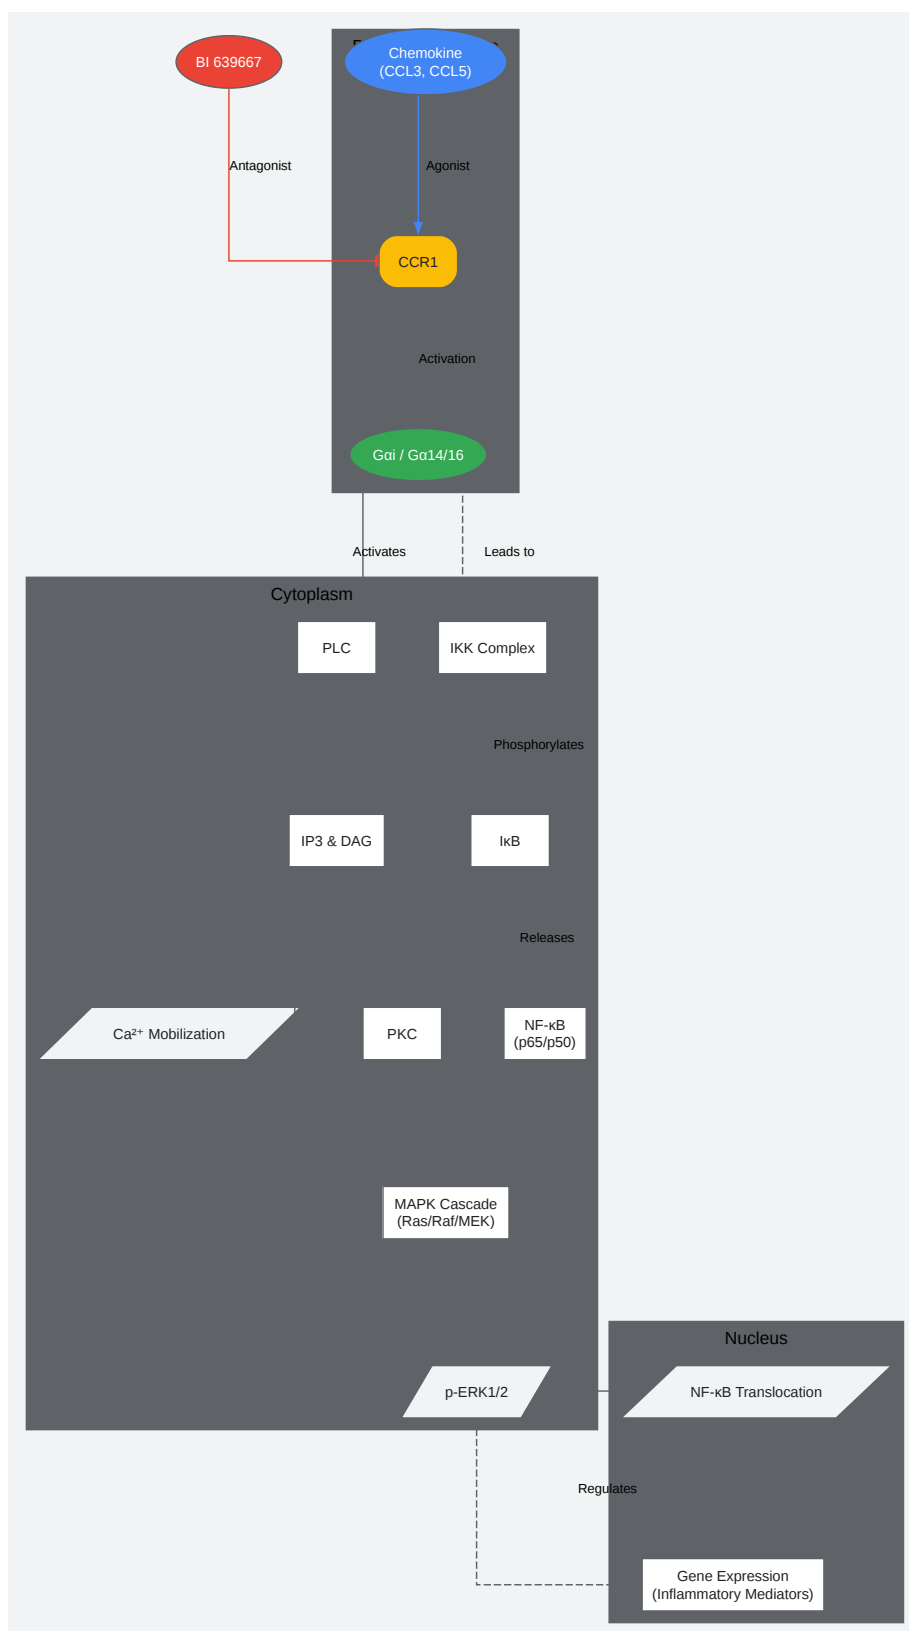 BI 639667
Chemokine
(CCL3, CCL5)
Antagonist
Agonist
CCR1
Activation
Gαi / Gα14/16
Activates
Leads to
Cytoplasm
PLC
IKK Complex
Phosphorylates
IP3 & DAG
IκB
Releases
Ca²⁺ Mobilization
PKC
NF-κB
(p65/p50)
MAPK Cascade
(Ras/Raf/MEK)
Nucleus
p-ERK1/2
NF-κB Translocation
Regulates
Gene Expression
(Inflammatory Mediators)